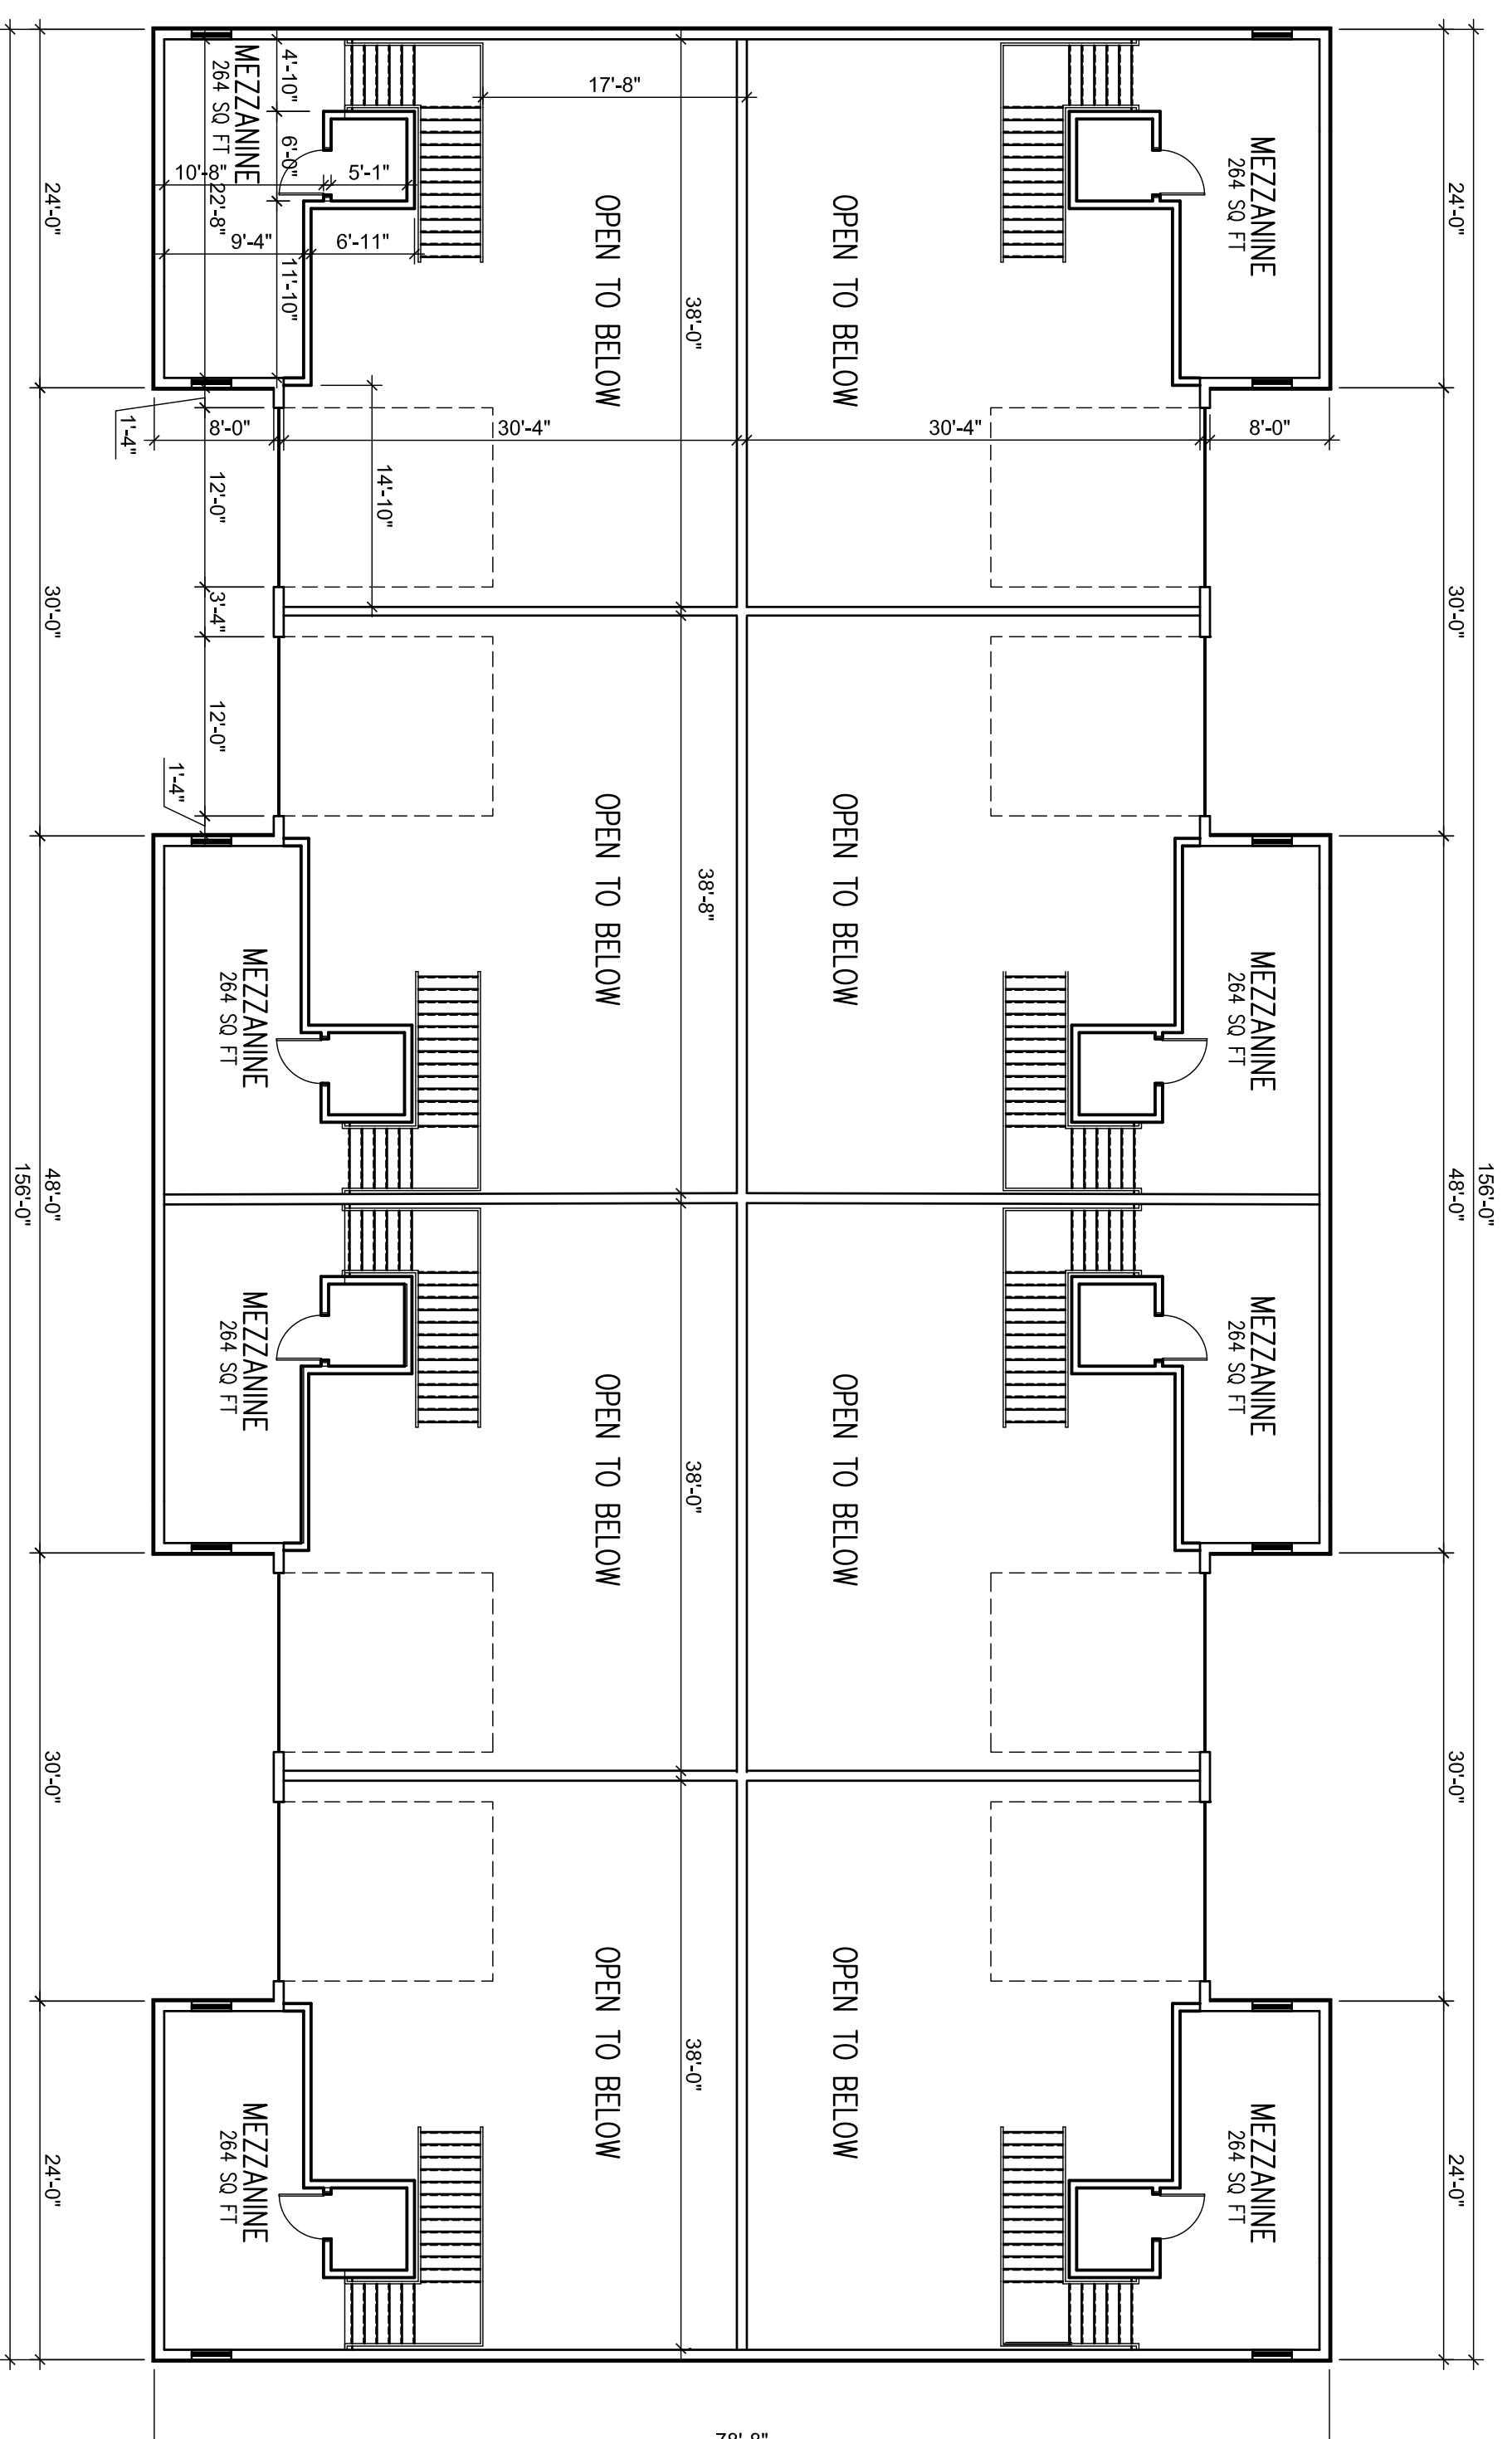 156'-0"
24'-0"
30'-0"
48'-0"
30'-0"
24'-0"
MEZZANINE
264 SQ FT
MEZZANINE
264 SQ FT
MEZZANINE
264 SQ FT
MEZZANINE
264 SQ FT
8'-0"
30'-4"
30'-4"
8'-0"
OPEN TO BELOW
OPEN TO BELOW
OPEN TO BELOW
OPEN TO BELOW
17'-8"
38'-0"
38'-8"
38'-0"
38'-0"
OPEN TO BELOW
OPEN TO BELOW
OPEN TO BELOW
OPEN TO BELOW
14'-10"
5'-1"
6'-11"
4'-10"
6'-0"
11'-10"
10'-8"
9'-4"
MEZZANINE
264 SQ FT
MEZZANINE
264 SQ FT
MEZZANINE
264 SQ FT
MEZZANINE
264 SQ FT
22'-8"
12'-0"
3'-4"
12'-0"
1'-4"
1'-4"
24'-0"
30'-0"
48'-0"
30'-0"
24'-0"
156'-0"
78'-8"